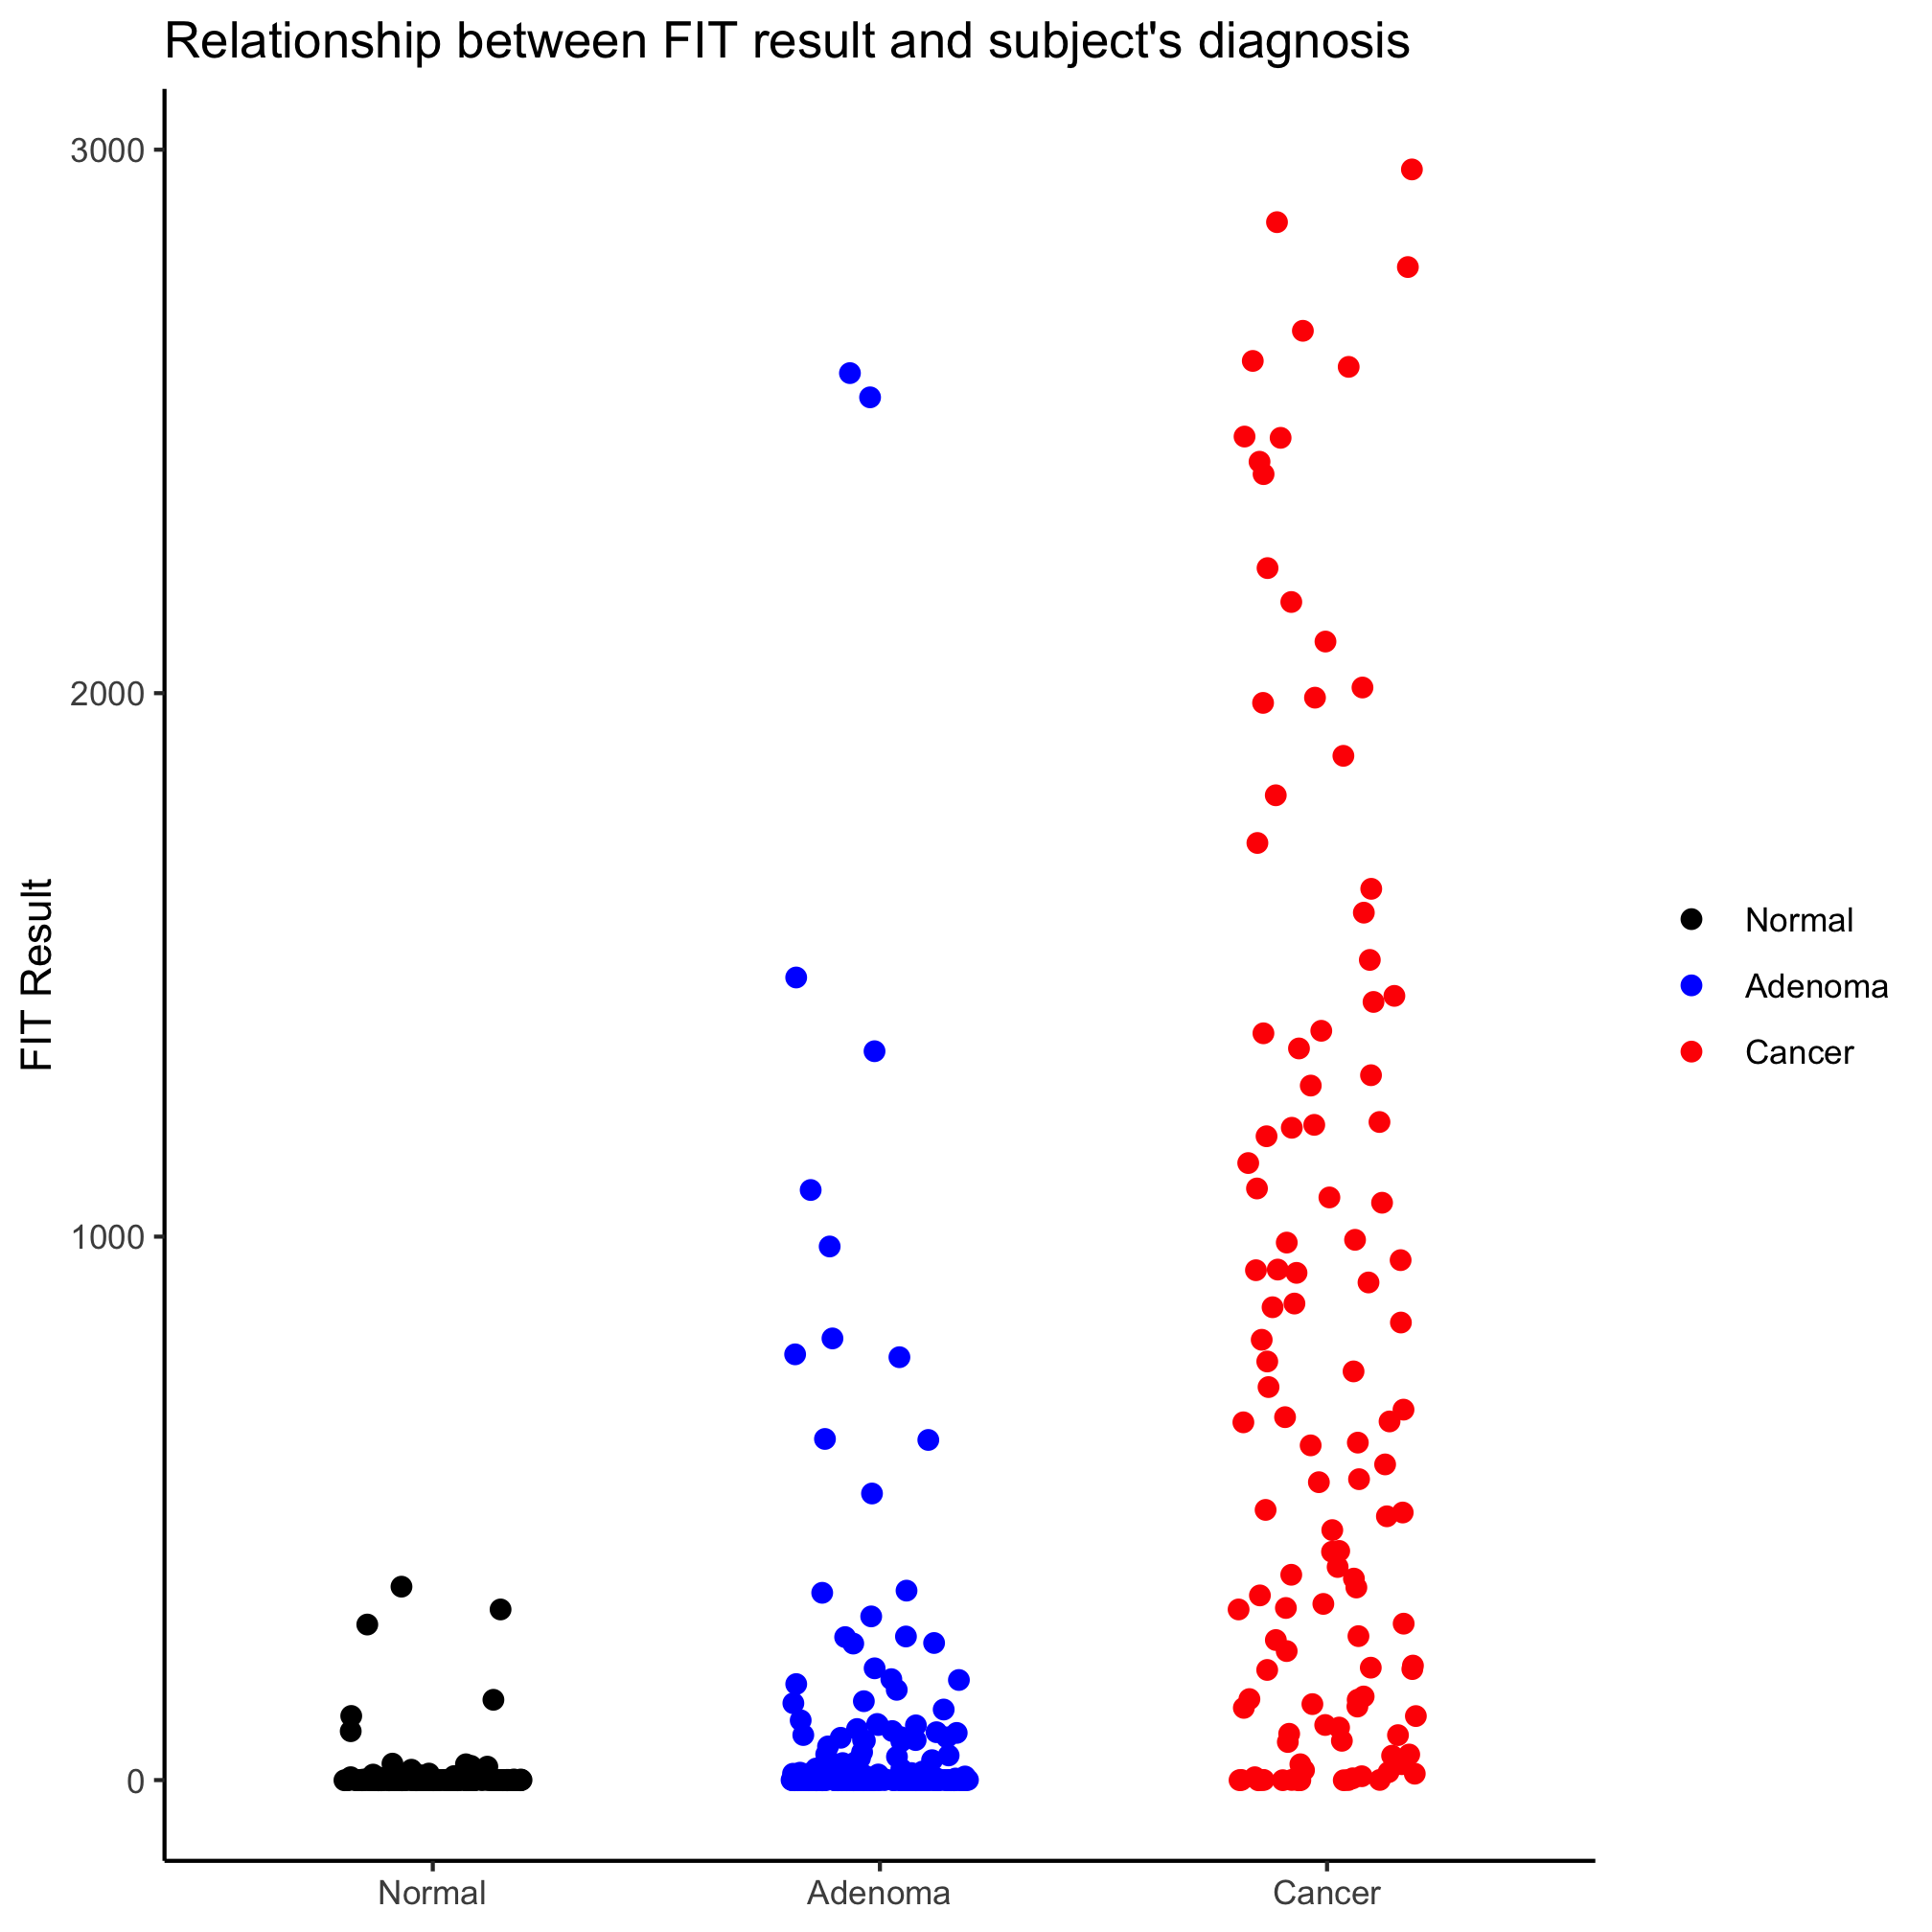 Relationship between FIT result and subject's diagnosis
3000
2000
1000
0
FIT Result
Normal
Adenoma
Cancer
Normal
Adenoma
Cancer